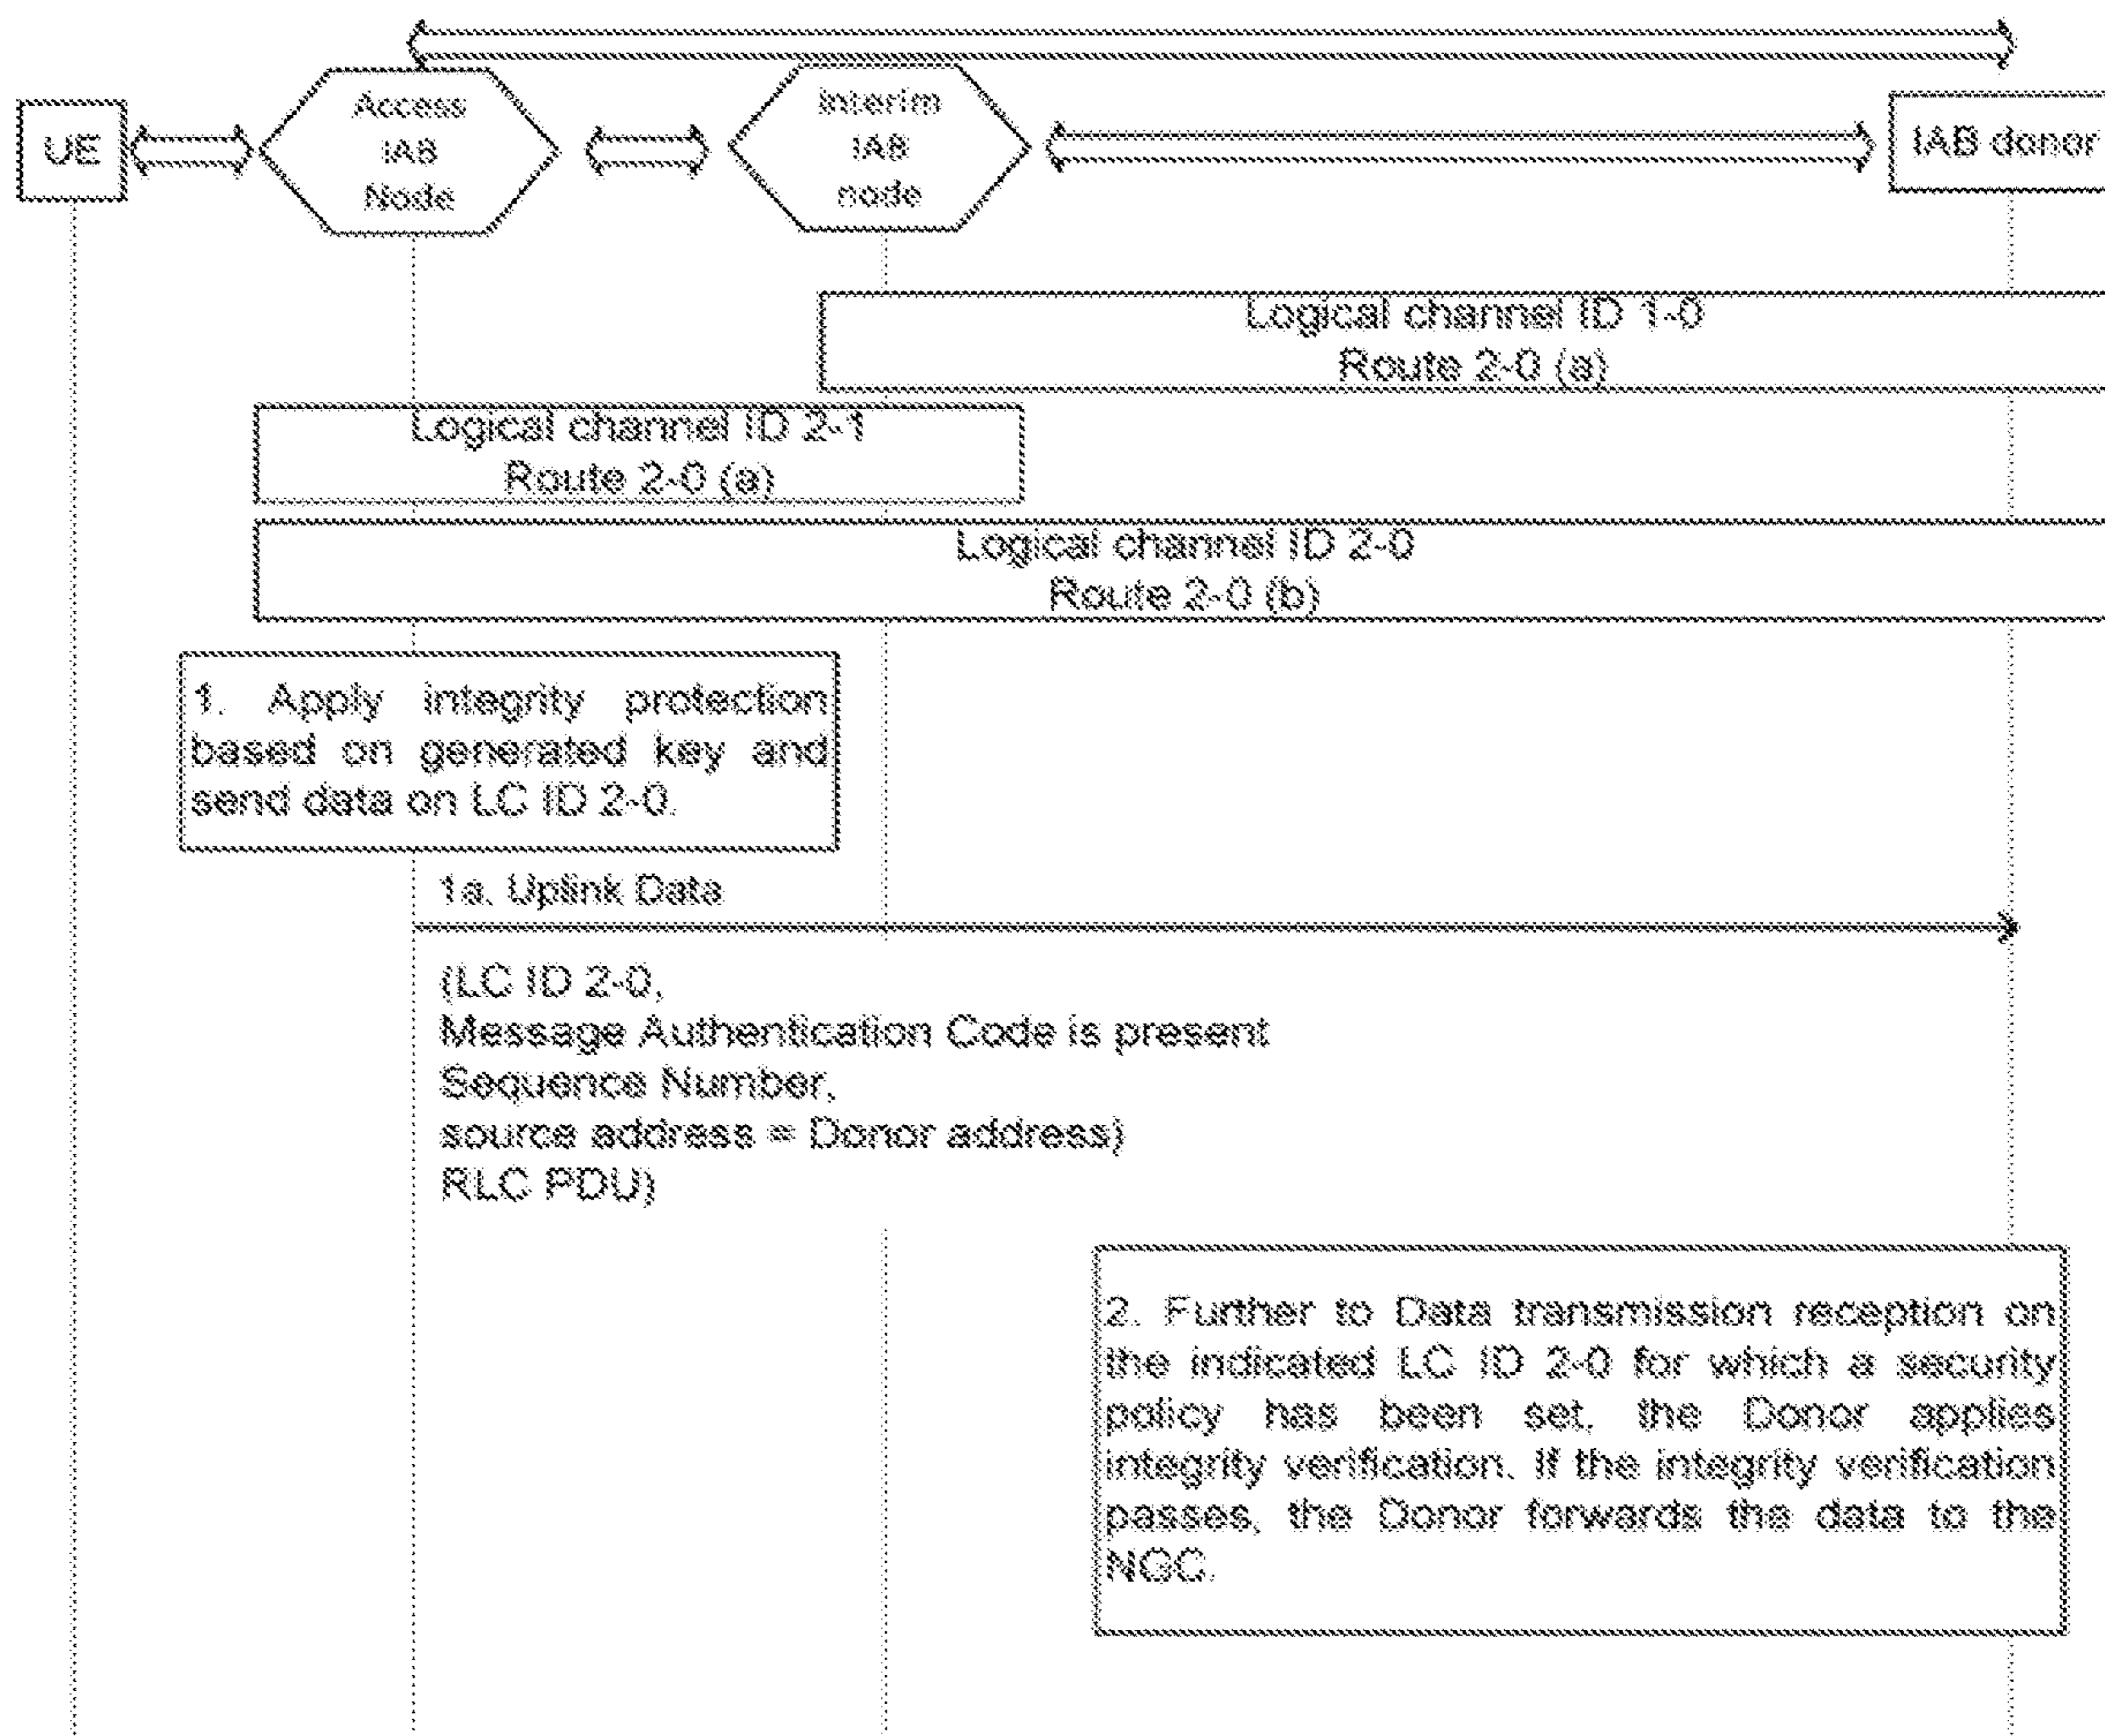 UE
Access
IAB
Node
Interim
IAB
node
IAB donor
Logical channel ID 1-0
Route 2-0 (a)
Logical channel ID 2-1
Route 2-0 (a)
Logical channel ID 2-0
Route 2-0 (b)
1. Apply integrity protection
based on generated key and
send data on LC ID 2-0.
1a. Uplink Data
(LC ID 2-0,
Message Authentication Code is present
Sequence Number,
source address = Donor address)
RLC PDU)
2. Further to Data transmission reception on
the indicated LC ID 2-0 for which a security
policy has been set, the Donor applies
integrity verification. If the integrity verification
passes, the Donor forwards the data to the
NGC.